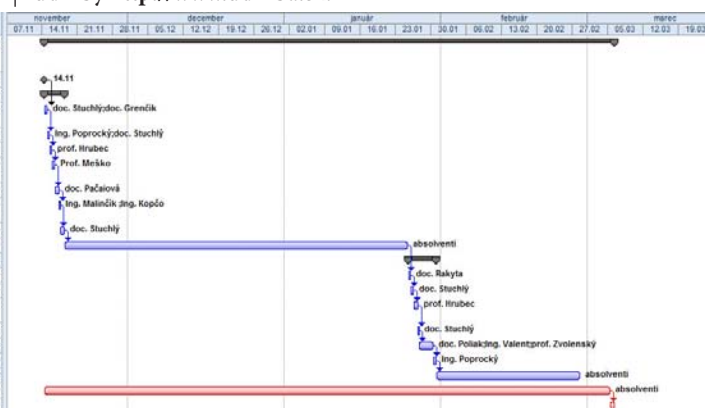 november december január február marec
07.11 14.11 21.11 28.11 05.12 12.12 19.12 26.12 02.01 09.01 16.01 23.01 30.01 06.02 13.02 20.02 27.02 05.03 12.03 19.03
14.11
doc. Stuchlý;doc. Grenčík
Ing. Poprocký;doc. Stuchlý
prof. Hrubec
Prof. Meško
doc. Pačaiová
Ing. Malinčik ;Ing. Kopčo
doc. Stuchlý
absolventi
doc. Rakyta
doc. Stuchlý
prof. Hrubec
doc. Stuchlý
doc. Poliak;Ing. Valent;prof. Zvolenský
Ing. Poprocký
absolventi
absolventi